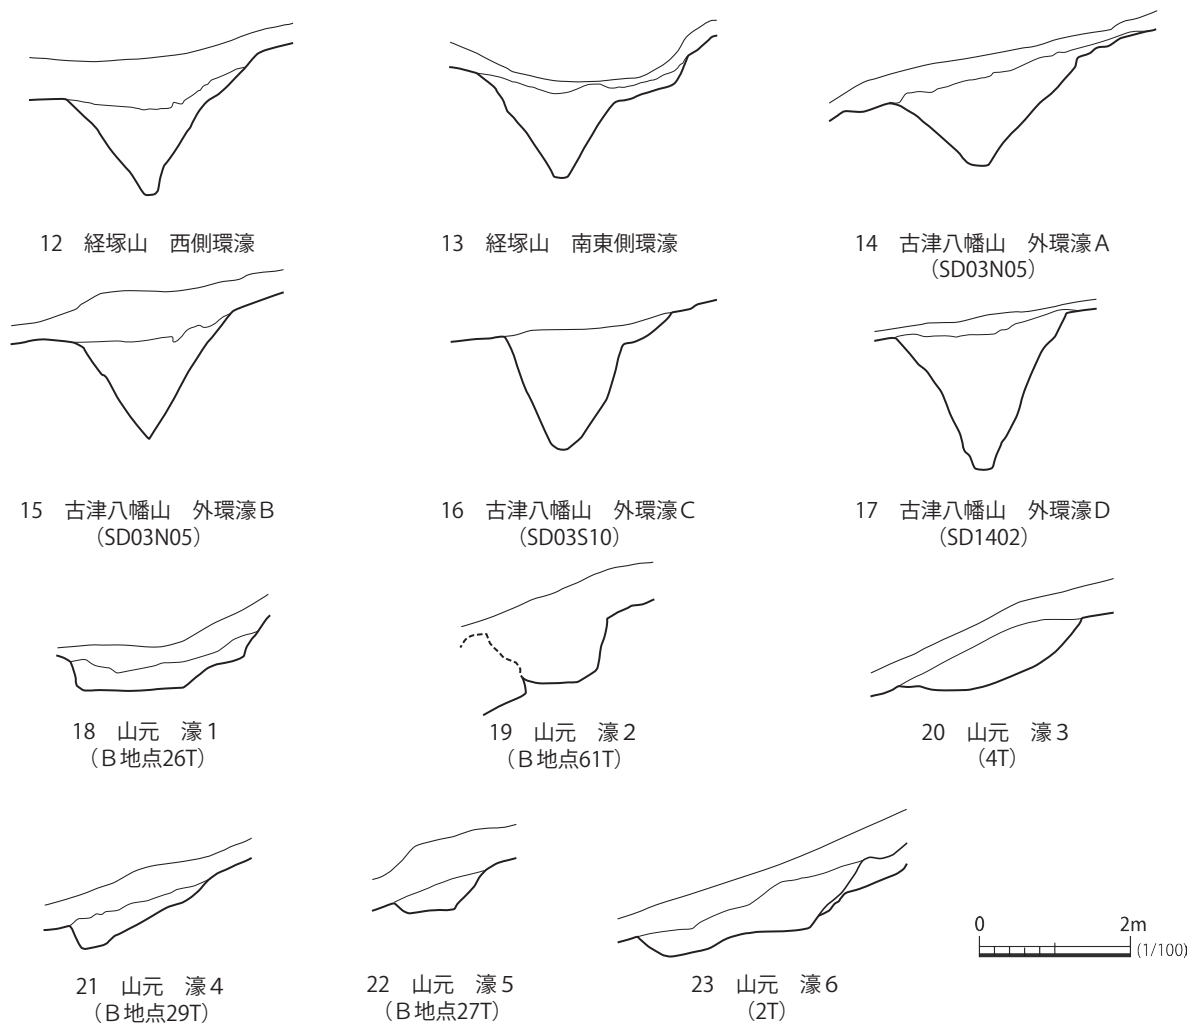 12　経塚山　西側環濠
13　経塚山　南東側環濠
14　古津八幡山　外環濠A
（SD03N05）
15　古津八幡山　外環濠B
（SD03N05）
16　古津八幡山　外環濠C
（SD03S10）
17　古津八幡山　外環濠D
（SD1402）
18　山元　濠1
（B地点26T）
19　山元　濠2
（B地点61T）
20　山元　濠3
（4T）
21　山元　濠4
（B地点29T）
22　山元　濠5
（B地点27T）
23　山元　濠6
（2T）
0　2m
(1/100)